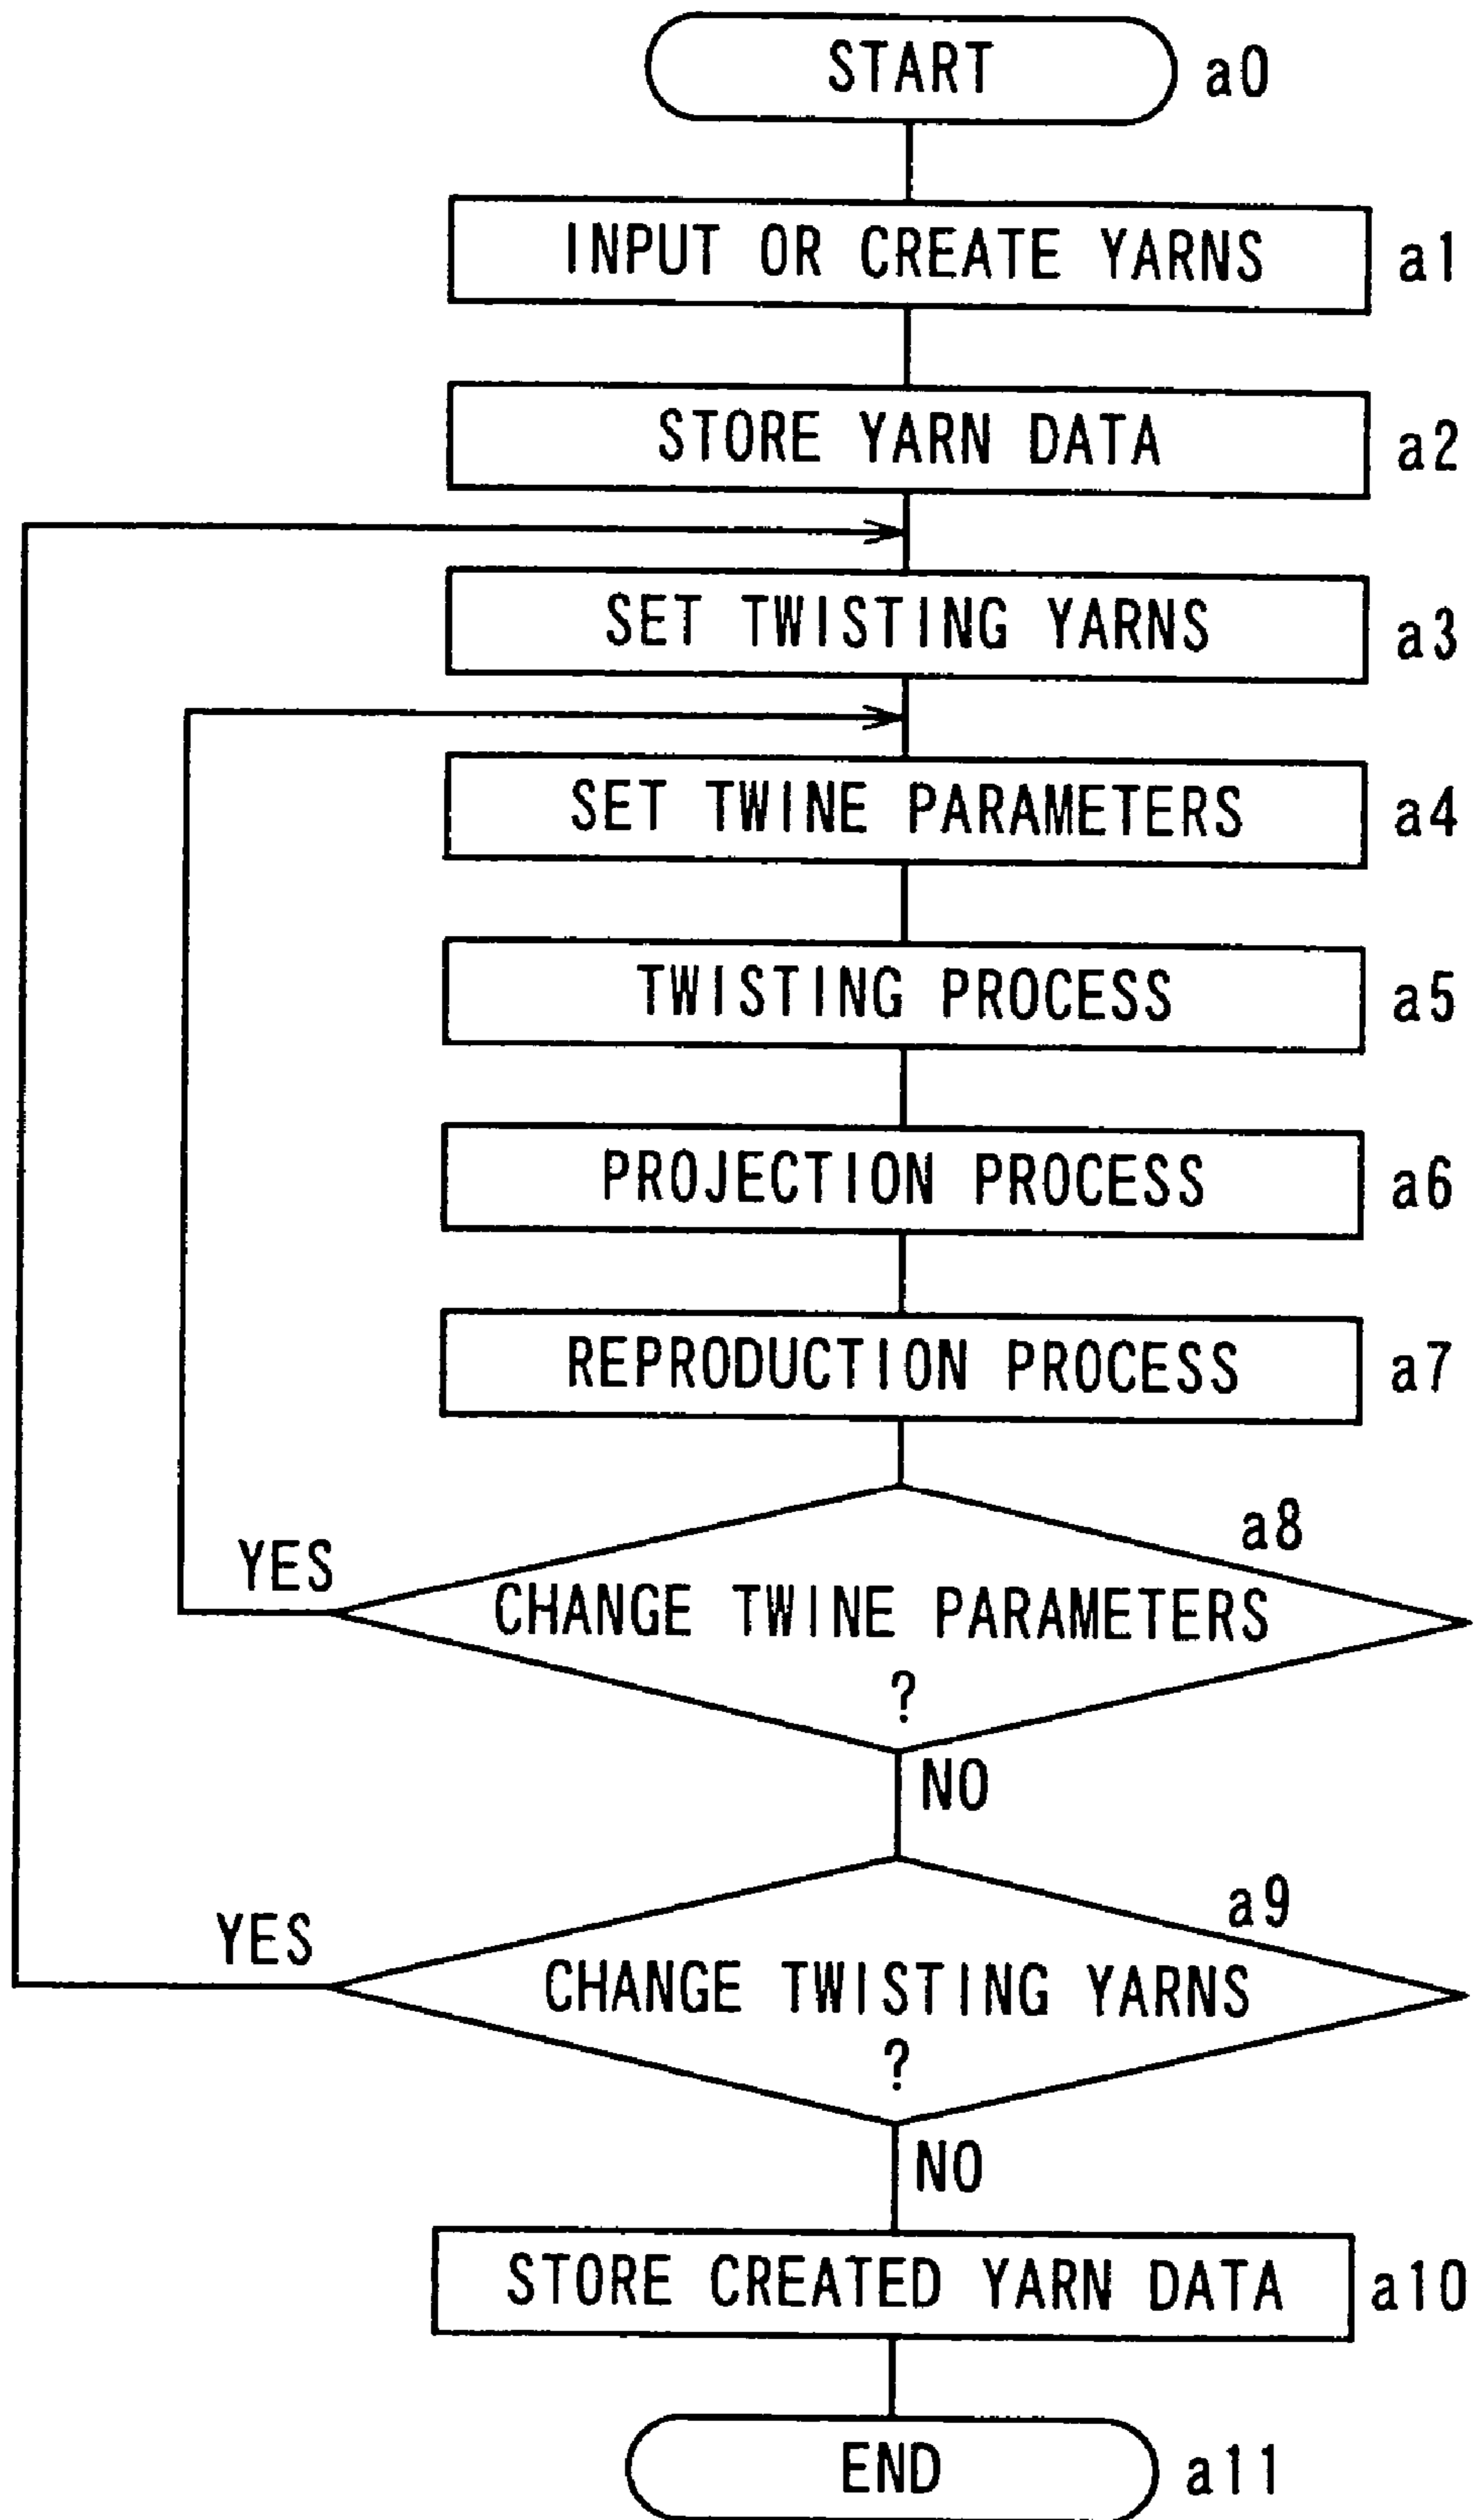 START a0
INPUT OR CREATE YARNS a1
STORE YARN DATA a2
SET TWISTING YARNS a3
SET TWINE PARAMETERS a4
TWISTING PROCESS a5
PROJECTION PROCESS a6
REPRODUCTION PROCESS a7
a8
YES
CHANGE TWINE PARAMETERS
?
NO
a9
YES
CHANGE TWISTING YARNS
?
NO
STORE CREATED YARN DATA a10
END a11